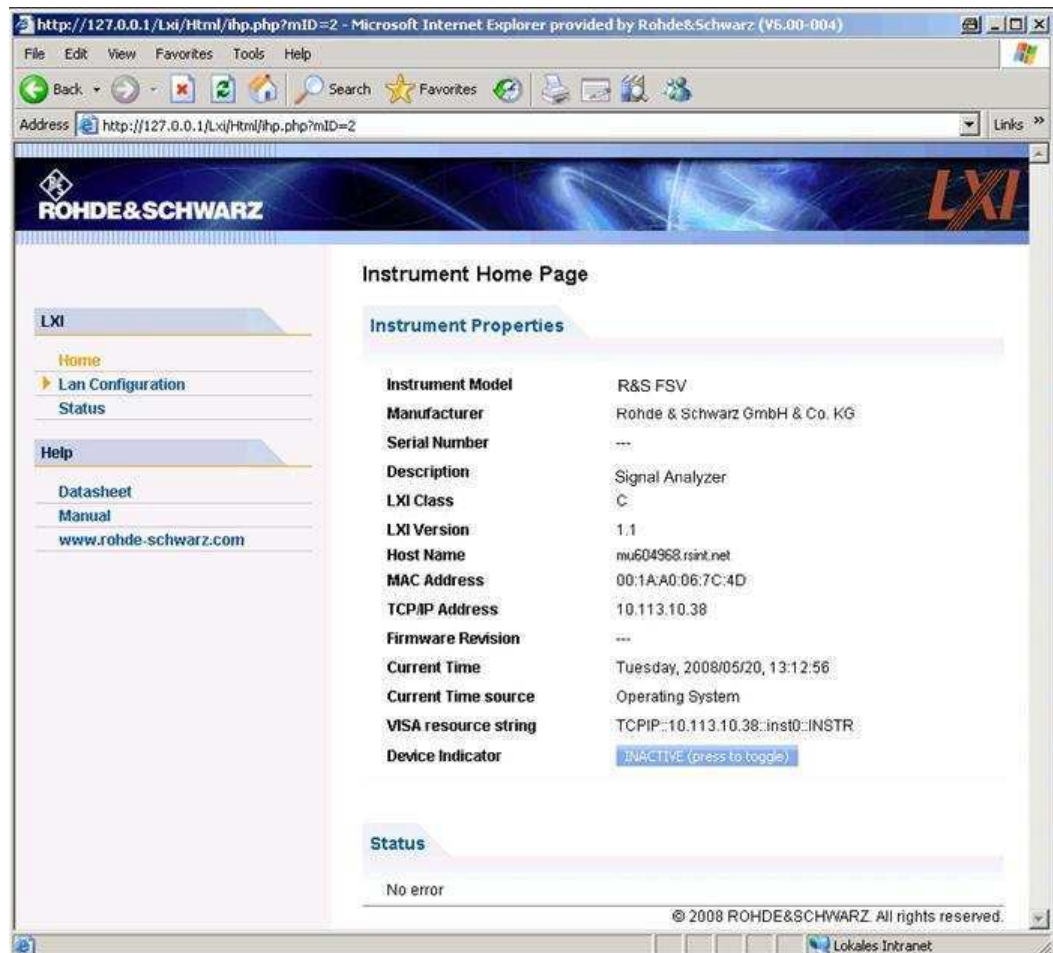 http://127.0.0.1/Lxi/Html/ihp.php?mID=2 - Microsoft Internet Explorer provided by Rohde&Schwarz (V6.00-004)
File Edit View Favorites Tools Help
Back Search Favorites
Address http://127.0.0.1/Lxi/Html/ihp.php?mID=2 Links »
ROHDE&SCHWARZ
LXI
Instrument Home Page
LXI
Home
Lan Configuration
Status
Help
Datasheet
Manual
www.rohde-schwarz.com
Instrument Properties
Instrument Model R&S FSV
Manufacturer Rohde & Schwarz GmbH & Co. KG
Serial Number ---
Description Signal Analyzer
LXI Class C
LXI Version 1.1
Host Name mu604968.rsint.net
MAC Address 00:1A:A0:06:7C:4D
TCP/IP Address 10.113.10.38
Firmware Revision ---
Current Time Tuesday, 2008/05/20, 13:12:56
Current Time source Operating System
VISA resource string TCPIP::10.113.10.38::inst0::INSTR
Device Indicator INACTIVE (press to toggle)
Status
No error
© 2008 ROHDE&SCHWARZ. All rights reserved.
Lokales Intranet